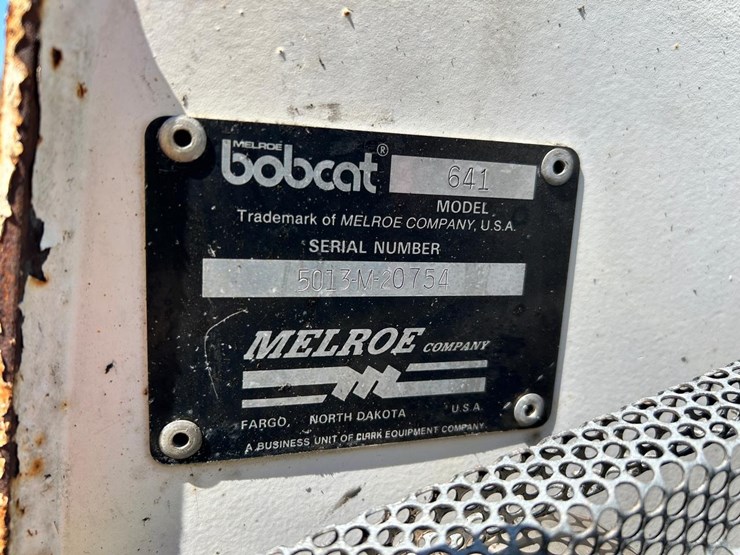 MELROE
bobcat® 641
MODEL
Trademark of MELROE COMPANY, U.S.A.
SERIAL NUMBER
5013-M-20754
MELROE COMPANY
FARGO, NORTH DAKOTA U.S.A.
A BUSINESS UNIT OF CLARK EQUIPMENT COMPANY